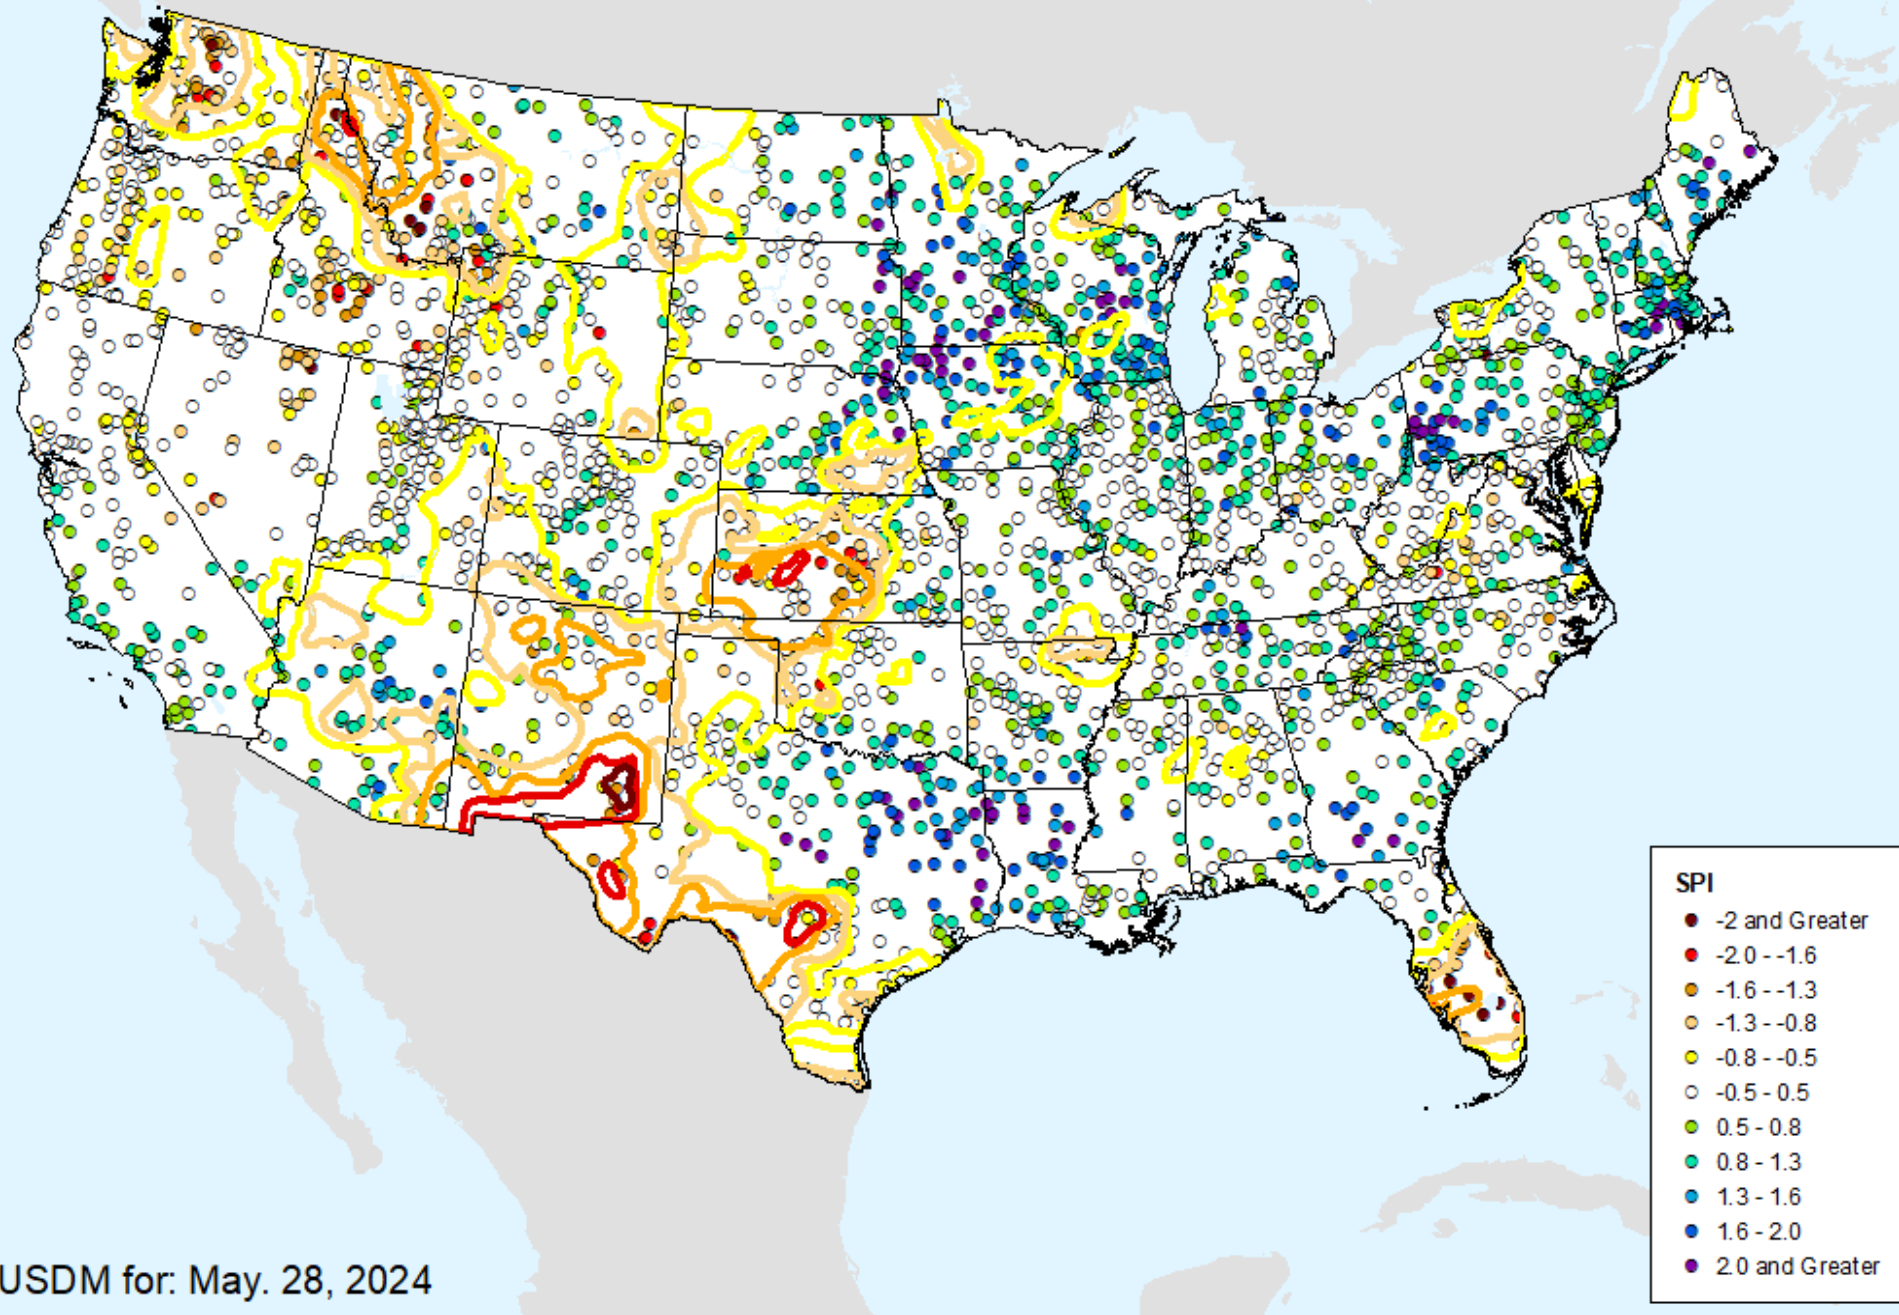 SPI
-2 and Greater
-2.0 - -1.6
-1.6 - -1.3
-1.3 - -0.8
-0.8 - -0.5
-0.5 - 0.5
0.5 - 0.8
0.8 - 1.3
1.3 - 1.6
1.6 - 2.0
2.0 and Greater
USDM for: May. 28, 2024